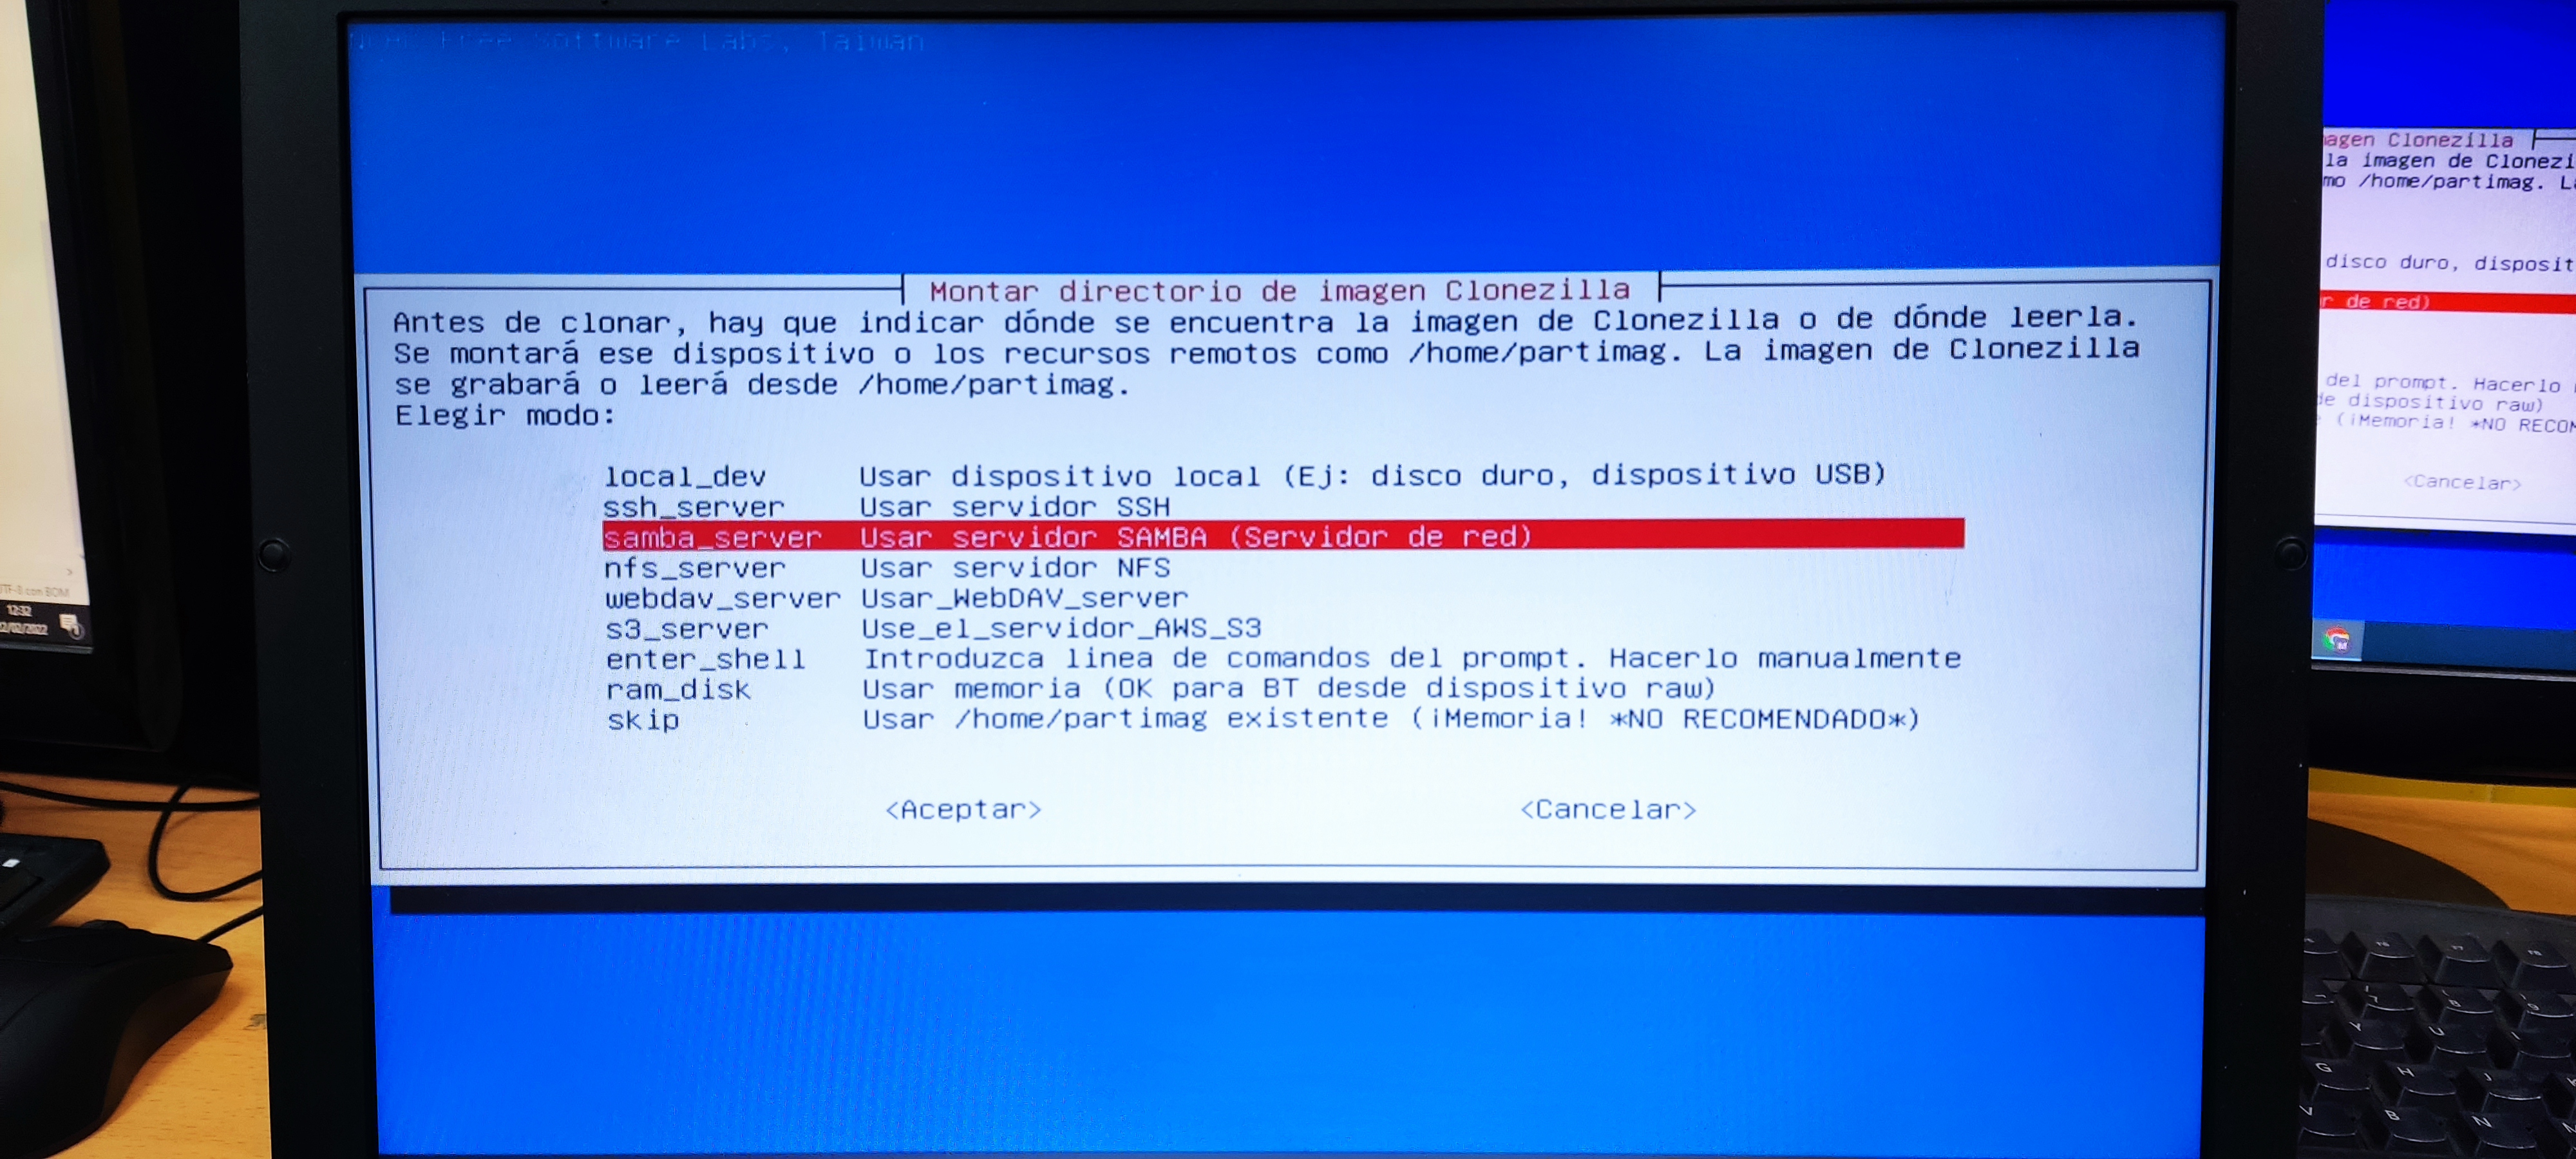 Free Software Labs, Taiwan
Montar directorio de imagen Clonezilla
Antes de clonar, hay que indicar dónde se encuentra la imagen de Clonezilla o de dónde leerla.
Se montará ese dispositivo o los recursos remotos como /home/partimag. La imagen de Clonezilla
se grabará o leerá desde /home/partimag.
Elegir modo:
local_dev Usar dispositivo local (Ej: disco duro, dispositivo USB)
ssh_server Usar servidor SSH
samba_server Usar servidor SAMBA (Servidor de red)
nfs_server Usar servidor NFS
webdav_server Usar_WebDAV_server
s3_server Use_el_servidor_AWS_S3
enter_shell Introduzca linea de comandos del prompt. Hacerlo manualmente
ram_disk Usar memoria (OK para BT desde dispositivo raw)
skip Usar /home/partimag existente (¡Memoria! *NO RECOMENDADO*)
<Aceptar> <Cancelar>
agen Clonezilla
la imagen de Clonezi
mo /home/partimag. L
disco duro, disposit
r de red)
del prompt. Hacerlo
de dispositivo raw)
(¡Memoria! *NO RECOM
<Cancelar>
TF-8 con BOM
12:32